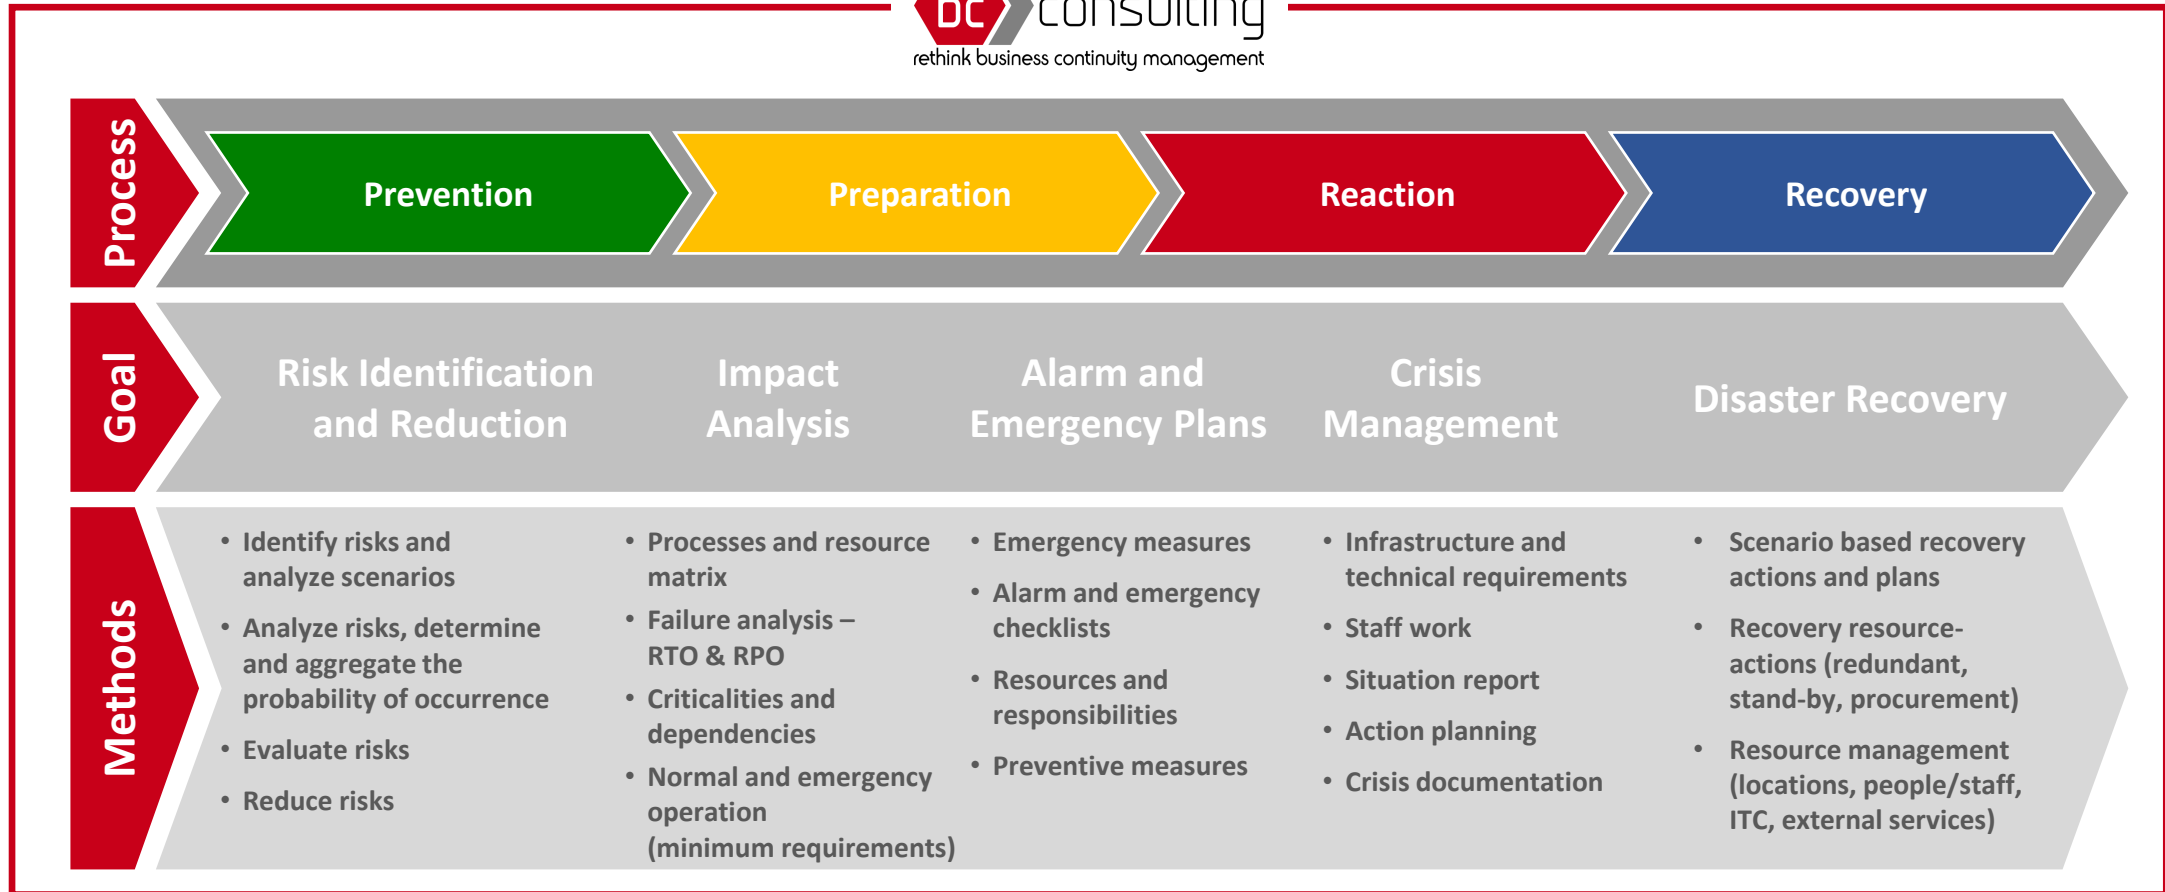 bc consulting
rethink business continuity management
Process
Prevention
Preparation
Reaction
Recovery
Goal
Risk Identification
and Reduction
Impact
Analysis
Alarm and
Emergency Plans
Crisis
Management
Disaster Recovery
Methods
• Identify risks and
analyze scenarios
• Analyze risks, determine
and aggregate the
probability of occurrence
• Evaluate risks
• Reduce risks
• Processes and resource
matrix
• Failure analysis –
RTO & RPO
• Criticalities and
dependencies
• Normal and emergency
operation
(minimum requirements)
• Emergency measures
• Alarm and emergency
checklists
• Resources and
responsibilities
• Preventive measures
• Infrastructure and
technical requirements
• Staff work
• Situation report
• Action planning
• Crisis documentation
• Scenario based recovery
actions and plans
• Recovery resource-
actions (redundant,
stand-by, procurement)
• Resource management
(locations, people/staff,
ITC, external services)